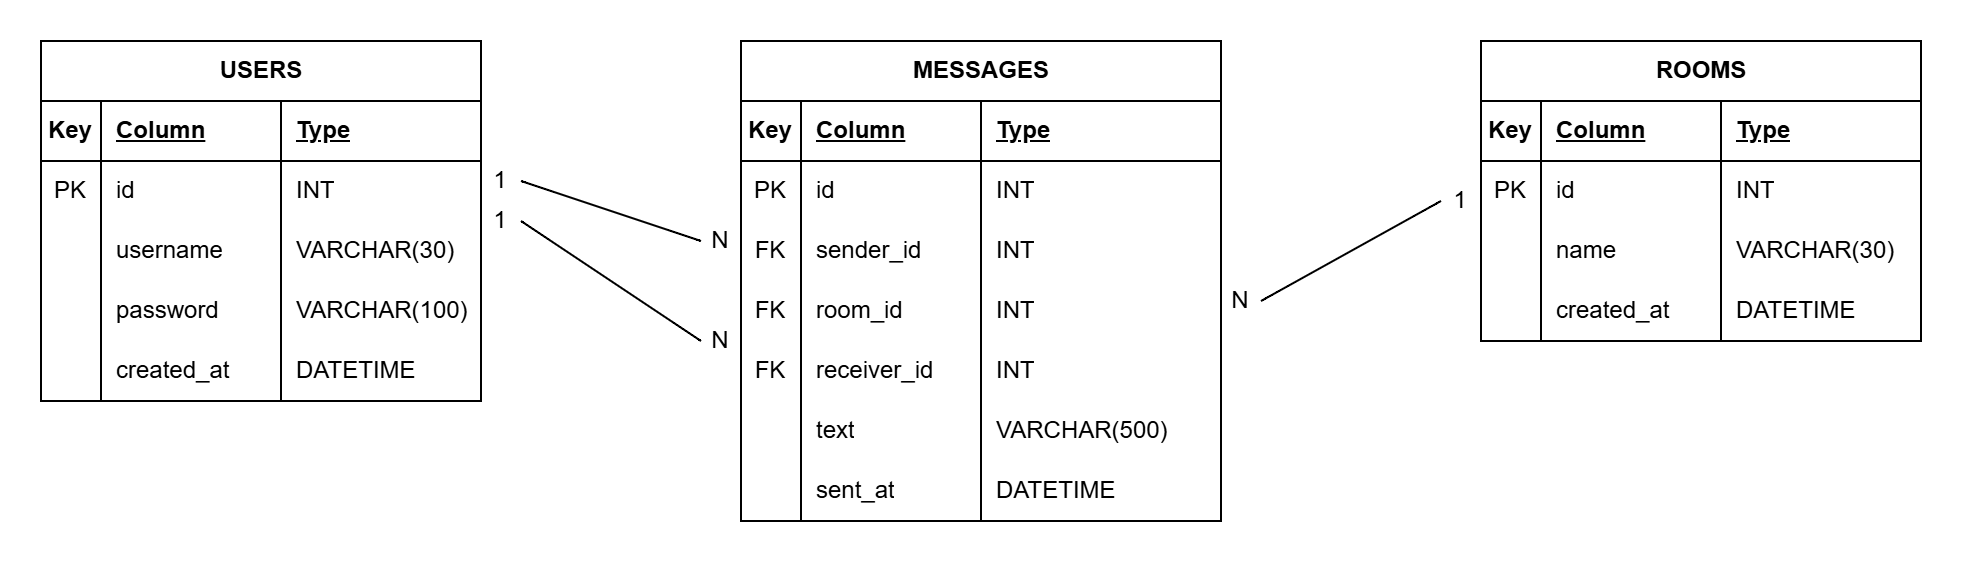 USERS
Key Column Type
PK id INT
username VARCHAR(30)
password VARCHAR(100)
created_at DATETIME
1
1
N
N
MESSAGES
Key Column Type
PK id INT
FK sender_id INT
FK room_id INT
FK receiver_id INT
text VARCHAR(500)
sent_at DATETIME
N
1
ROOMS
Key Column Type
PK id INT
name VARCHAR(30)
created_at DATETIME